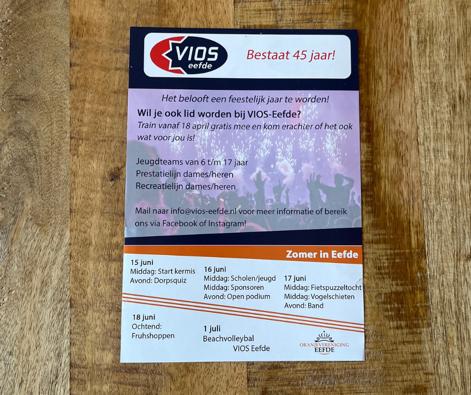 VIOS
eefde
Bestaat 45 jaar!
Het belooft een feestelijk jaar te worden!
Wil je ook lid worden bij VIOS-Eefde?
Train vanaf 18 april gratis mee en kom erachter of het ook
wat voor jou is!
Jeugdteams van 6 t/m 17 jaar
Prestatielijn dames/heren
Recreatielijn dames/heren
Mail naar info@vios-eefde.nl voor meer informatie of bereik
ons via Facebook of Instagram!
Zomer in Eefde
15 juni
Middag: Start kermis
Avond: Dorpsquiz
16 juni
Middag: Scholen/jeugd
Middag: Sponsoren
Avond: Open podium
17 juni
Middag: Fietspuzzeltocht
Middag: Vogelschieten
Avond: Band
18 juni
Ochtend:
Fruhshoppen
1 juli
Beachvolleybal
VIOS Eefde
ORANJEVERENIGING
EEFDE